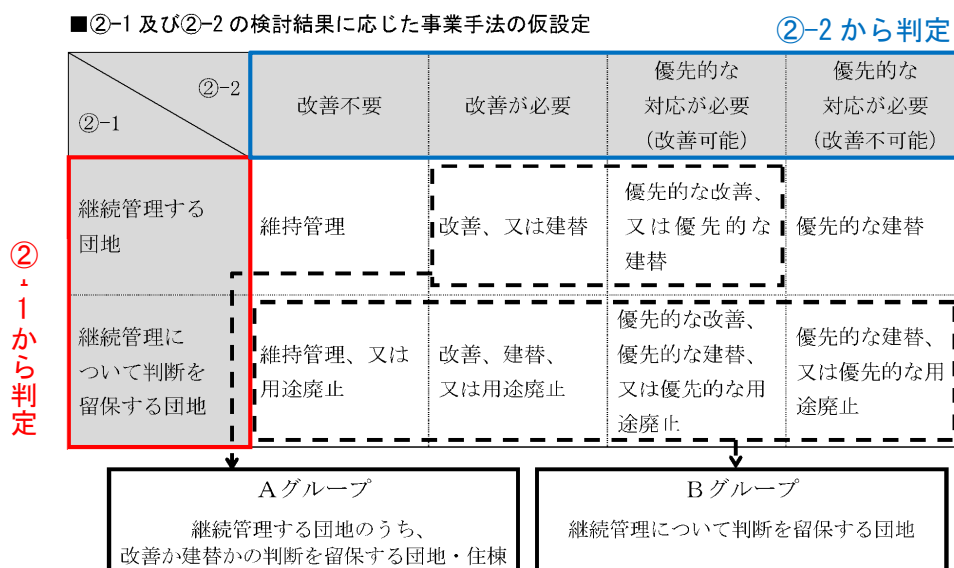 ■②-1 及び②-2 の検討結果に応じた事業手法の仮設定
②-2 から判定
②-2
②-1
改善不要
改善が必要
優先的な
対応が必要
（改善可能）
優先的な
対応が必要
（改善不可能）
②-1から判定
継続管理する
団地
維持管理
改善、又は建替
優先的な改善、
又は優先的な
建替
優先的な建替
継続管理に
ついて判断を
留保する団地
維持管理、又は
用途廃止
改善、建替、
又は用途廃止
優先的な改善、
優先的な建替、
又は優先的な用
途廃止
優先的な建替、
又は優先的な用
途廃止
Ａグループ
継続管理する団地のうち、
改善か建替かの判断を留保する団地・住棟
Ｂグループ
継続管理について判断を留保する団地